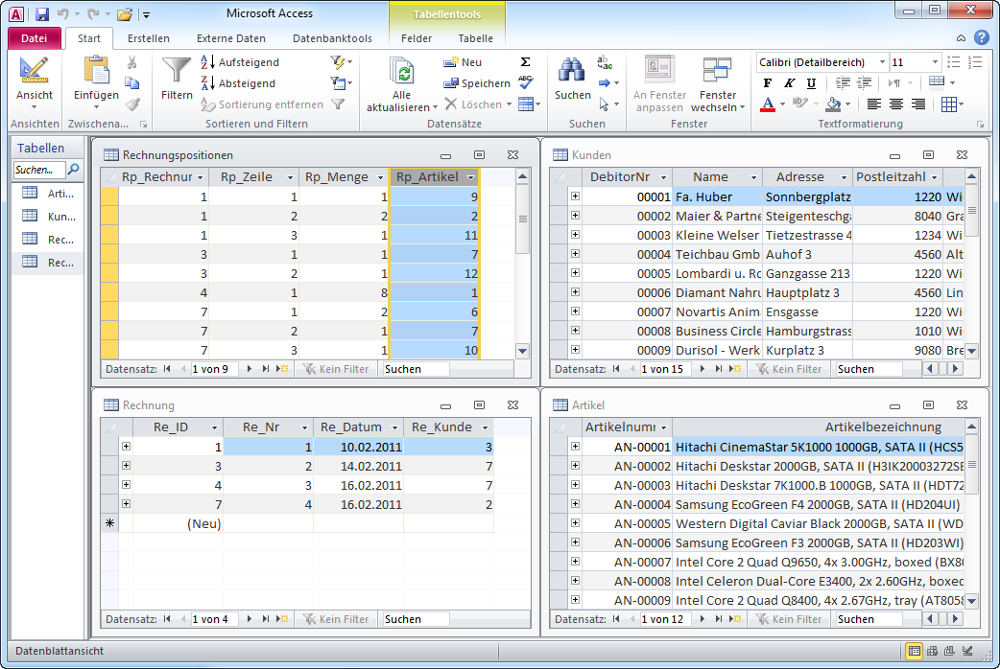 Microsoft Access
Tabellentools
Datei Start Erstellen Externe Daten Datenbanktools Felder Tabelle
Ansicht
Ansichten
Einfügen
Zwischena...
Filtern
Aufsteigend
Absteigend
Sortierung entfernen
Sortieren und Filtern
Alle
aktualisieren
Neu
Speichern
Löschen
Datensätze
Suchen
Suchen
An Fenster
anpassen
Fenster
wechseln
Fenster
Calibri (Detailbereich) 11
F K U
Textformatierung
Tabellen
Suchen...
Arti...
Kun...
Rec...
Rec...
Rechnungspositionen
Rp_Rechnur Rp_Zeile Rp_Menge Rp_Artikel
1 1 1 9
1 2 2 2
1 3 1 11
3 1 1 7
3 2 1 12
4 1 8 1
7 1 2 6
7 2 1 7
7 3 1 10
Datensatz: 1 von 9 Kein Filter Suchen
Kunden
DebitorNr Name Adresse Postleitzahl
00001 Fa. Huber Sonnbergplatz 1220 Wi
00002 Maier & Partne Steigenteschga 8040 Gra
00003 Kleine Welser Tietzestrasse 4 1234 Wi
00004 Teichbau Gmb Auhof 3 4560 Alt
00005 Lombardi u. Ro Ganzgasse 213 1220 Wi
00006 Diamant Nahru Hauptplatz 3 4560 Lin
00007 Novartis Anima Ensgasse 1220 Wi
00008 Business Circle Hamburgstrass 1010 Wi
00009 Durisol - Werk Kurplatz 3 9080 Bre
Datensatz: 1 von 15 Kein Filter Suchen
Rechnung
Re_ID Re_Nr Re_Datum Re_Kunde
1 1 10.02.2011 3
3 2 14.02.2011 7
4 3 16.02.2011 7
7 4 16.02.2011 2
(Neu)
Datensatz: 1 von 4 Kein Filter Suchen
Artikel
Artikelnumi Artikelbezeichnung
AN-00001 Hitachi CinemaStar 5K1000 1000GB, SATA II (HCS5
AN-00002 Hitachi Deskstar 2000GB, SATA II (H3IK20003272SE
AN-00003 Hitachi Deskstar 7K1000.B 1000GB, SATA II (HDT72
AN-00004 Samsung EcoGreen F4 2000GB, SATA II (HD204UI)
AN-00005 Western Digital Caviar Black 2000GB, SATA II (WD
AN-00006 Samsung EcoGreen F3 2000GB, SATA II (HD203WI)
AN-00007 Intel Core 2 Quad Q9650, 4x 3.00GHz, boxed (BX80
AN-00008 Intel Celeron Dual-Core E3400, 2x 2.60GHz, boxed
AN-00009 Intel Core 2 Quad Q8400, 4x 2.67GHz, tray (AT8058
Datensatz: 1 von 12 Kein Filter Suchen
Datenblattansicht